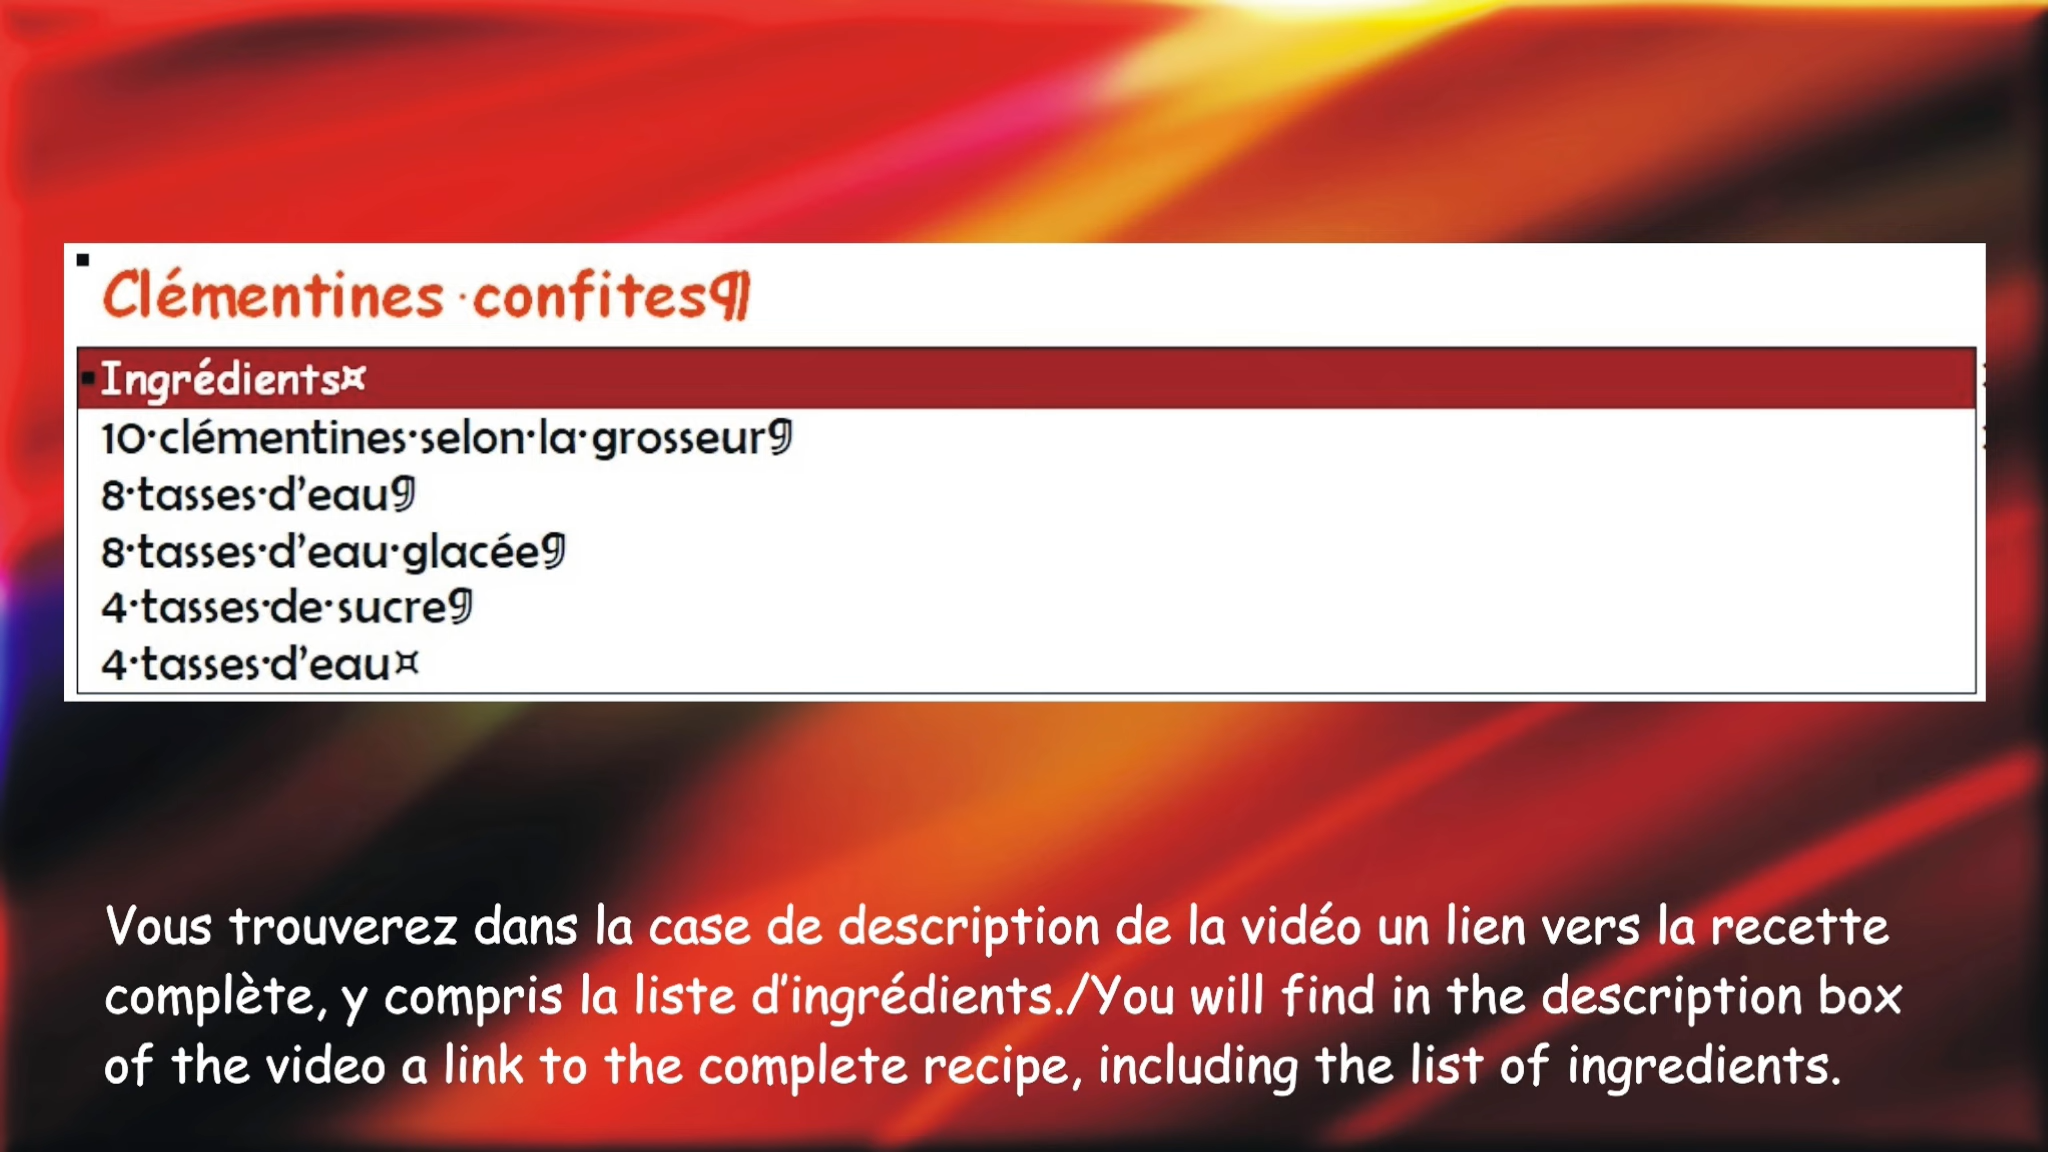 Clémentines·confites¶
Ingrédients¤
10·clémentines·selon·la·grosseur¶
8·tasses·d’eau¶
8·tasses·d’eau·glacée¶
4·tasses·de·sucre¶
4·tasses·d’eau¤
Vous trouverez dans la case de description de la vidéo un lien vers la recette
complète, y compris la liste d’ingrédients./You will find in the description box
of the video a link to the complete recipe, including the list of ingredients.